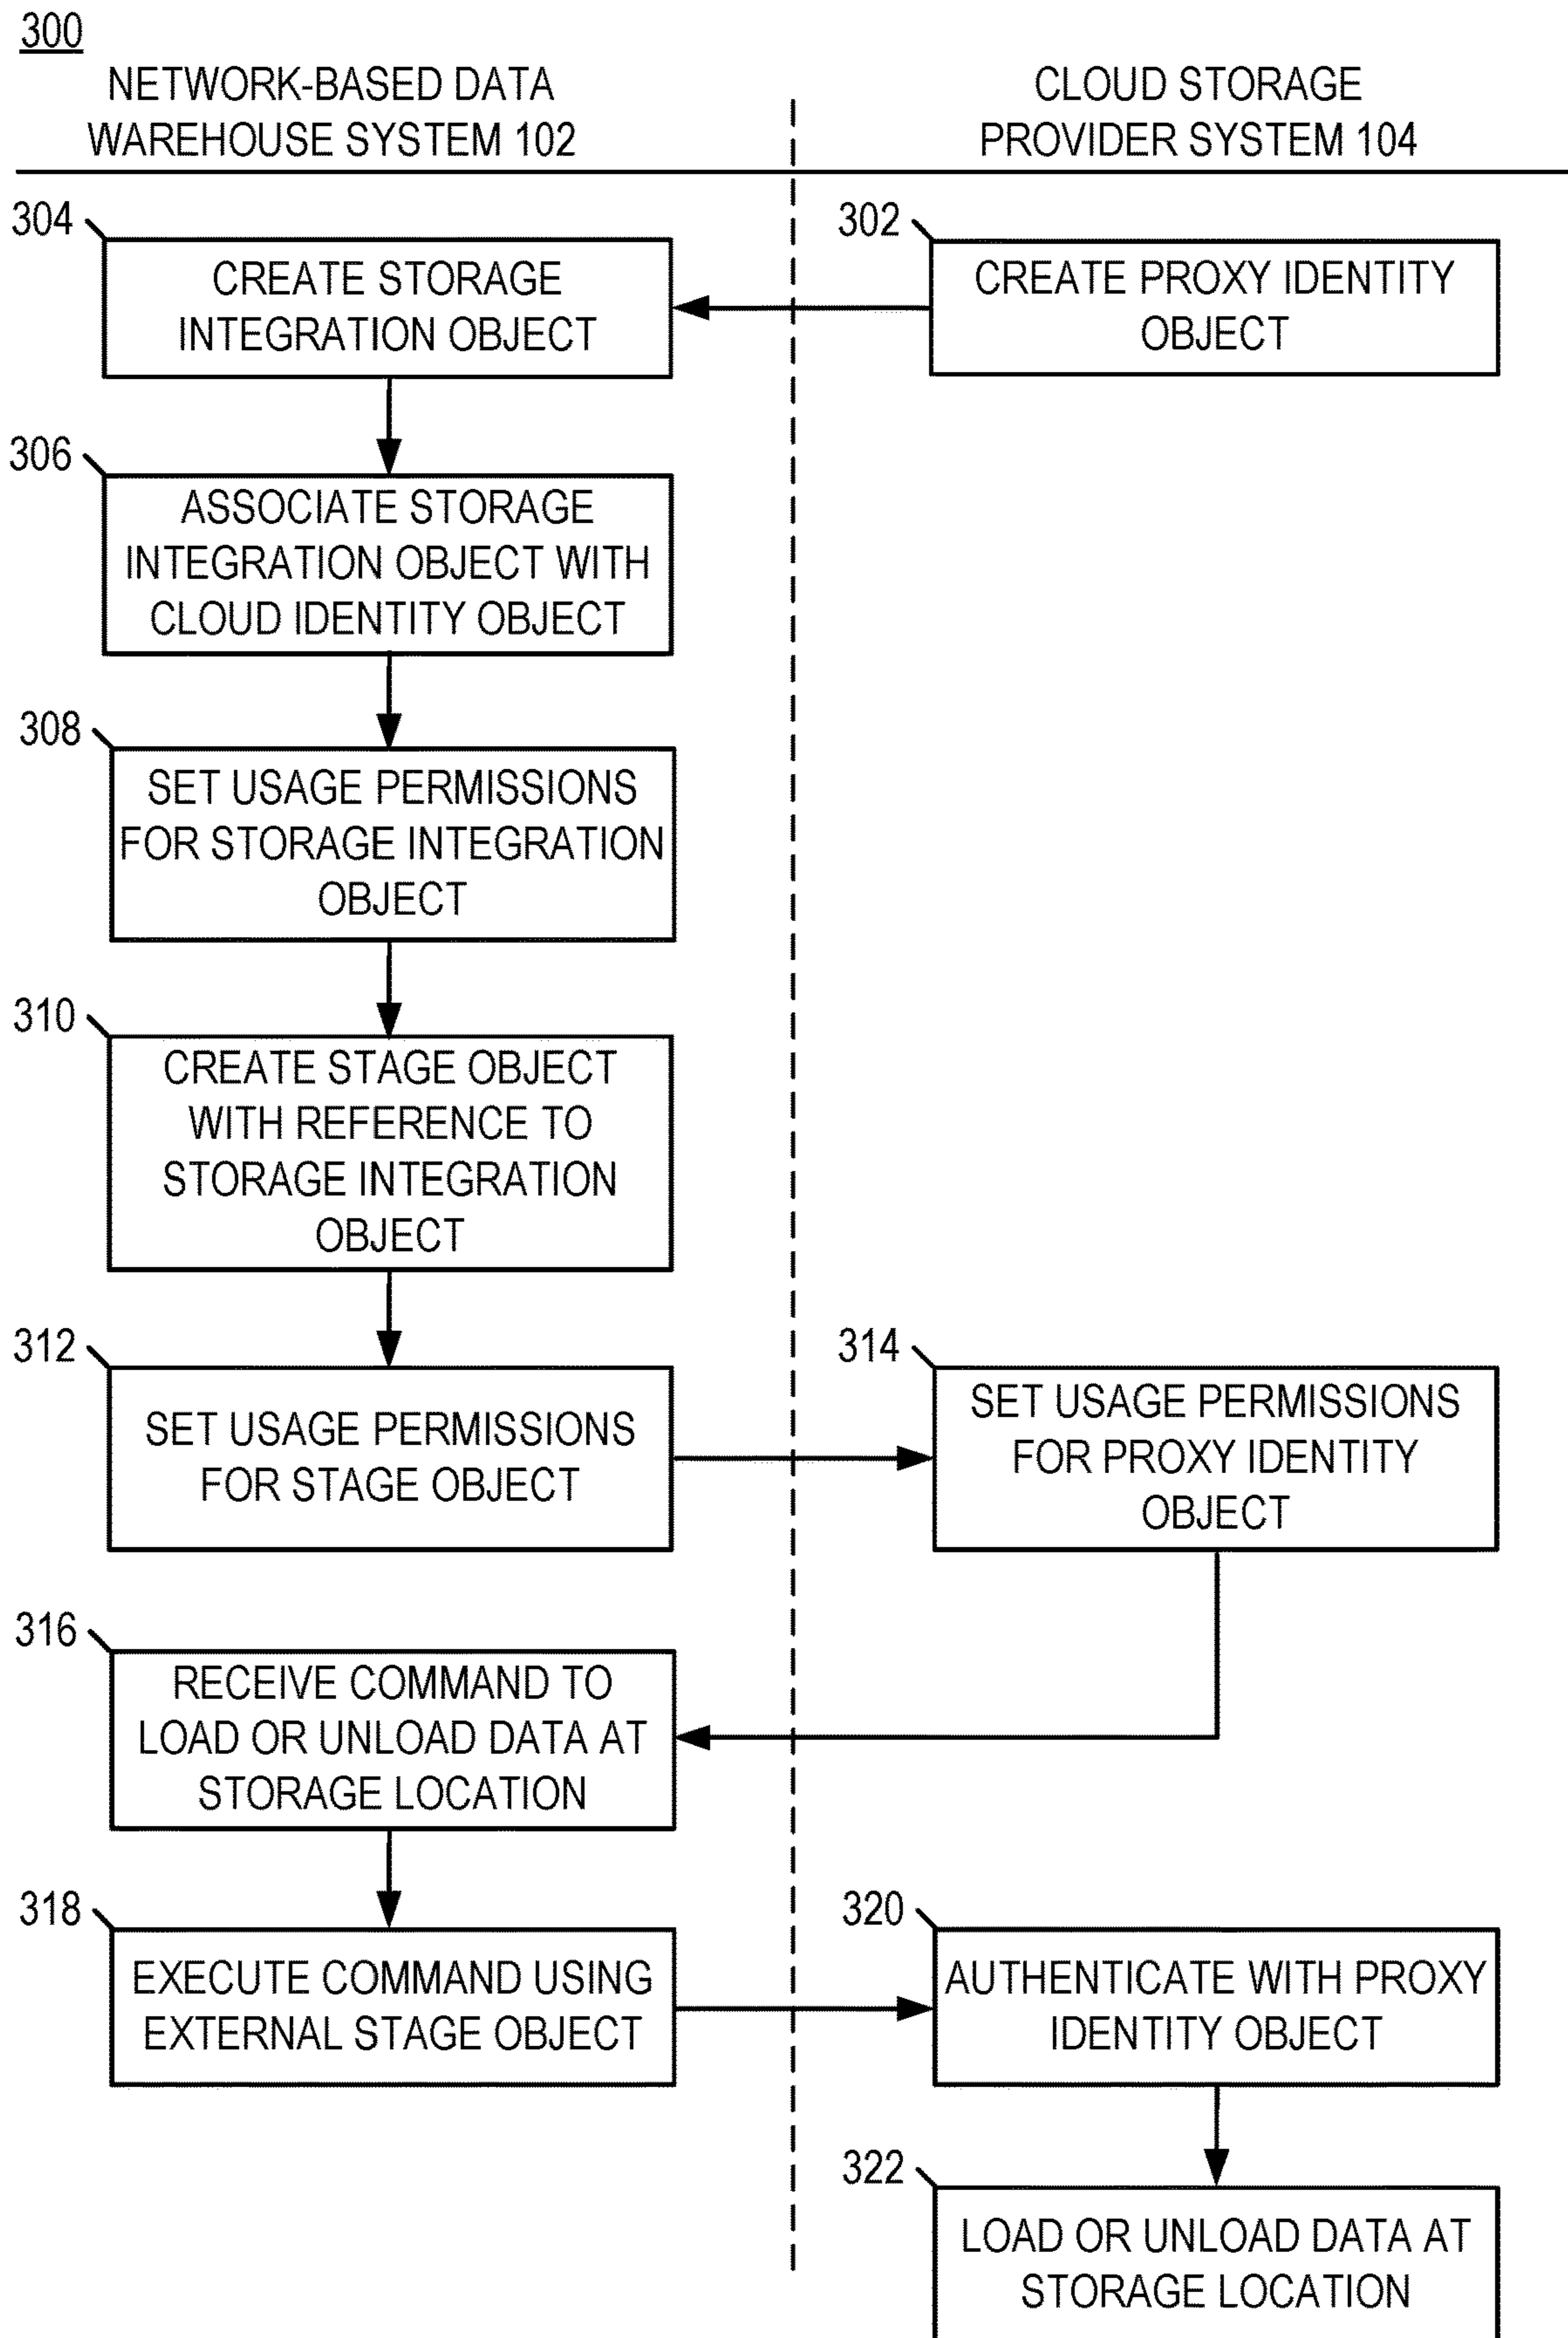 300
NETWORK-BASED DATA
WAREHOUSE SYSTEM 102
CLOUD STORAGE
PROVIDER SYSTEM 104
304
CREATE STORAGE
INTEGRATION OBJECT
302
CREATE PROXY IDENTITY
OBJECT
306
ASSOCIATE STORAGE
INTEGRATION OBJECT WITH
CLOUD IDENTITY OBJECT
308
SET USAGE PERMISSIONS
FOR STORAGE INTEGRATION
OBJECT
310
CREATE STAGE OBJECT
WITH REFERENCE TO
STORAGE INTEGRATION
OBJECT
312
SET USAGE PERMISSIONS
FOR STAGE OBJECT
314
SET USAGE PERMISSIONS
FOR PROXY IDENTITY
OBJECT
316
RECEIVE COMMAND TO
LOAD OR UNLOAD DATA AT
STORAGE LOCATION
318
EXECUTE COMMAND USING
EXTERNAL STAGE OBJECT
320
AUTHENTICATE WITH PROXY
IDENTITY OBJECT
322
LOAD OR UNLOAD DATA AT
STORAGE LOCATION